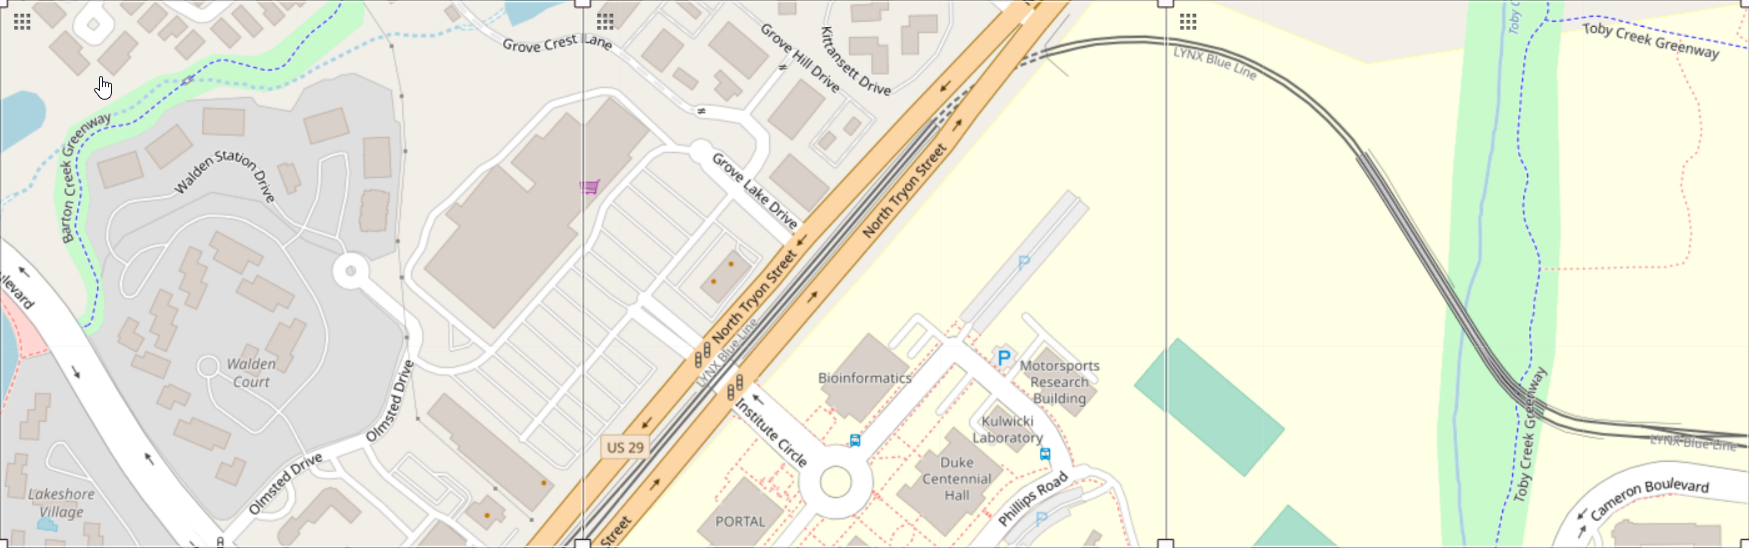 Grove Crest Lane
Grove Hill Drive
Kittansett Drive
LYNX Blue Line
Toby C
Toby Creek Greenway
Barton Creek Greenway
Walden Station Drive
Grove Lake Drive
North Tryon Street
North Tryon Street
LYNX Blue Line
P
ulevard
Walden
Court
Olmsted Drive
Olmsted Drive
Lakeshore
Village
US 29
Street
Institute Circle
Bioinformatics
P
Motorsports
Research
Building
Kulwicki
Laboratory
Duke
Centennial
Hall
PORTAL
Phillips Road
P
Toby Creek Greenway
LYNX Blue Line
Cameron Boulevard